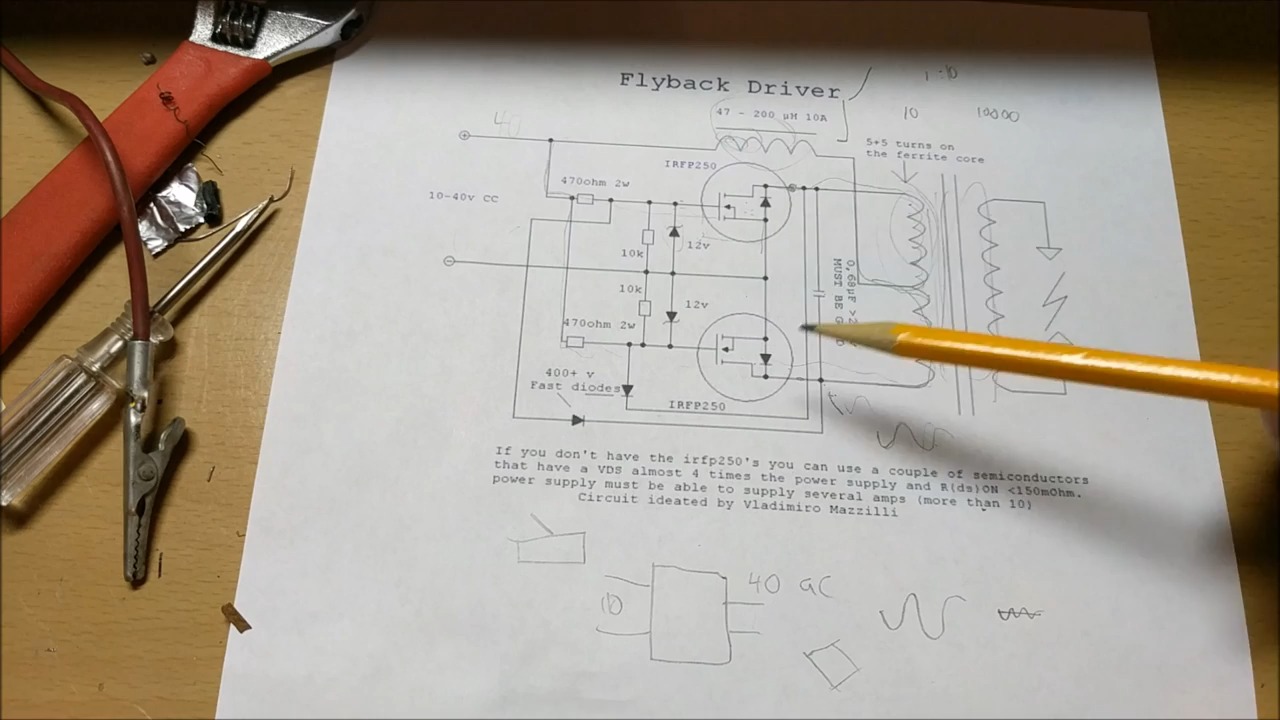 Flyback Driver
1-10
47 - 200 µH 10A
10
10000
40
5+5 turns on
the ferrite core
IRFP250
470ohm 2w
10-40v CC
12v
10k
10k
12v
0,68µF
MUST BE
470ohm 2w
400+ v
Fast diodes
IRFP250
If you don't have the irfp250's you can use a couple of semiconductors
that have a VDS almost 4 times the power supply and R(ds)ON <150mOhm.
power supply must be able to supply several amps (more than 10)
Circuit ideated by Vladimiro Mazzilli
40 ac
10